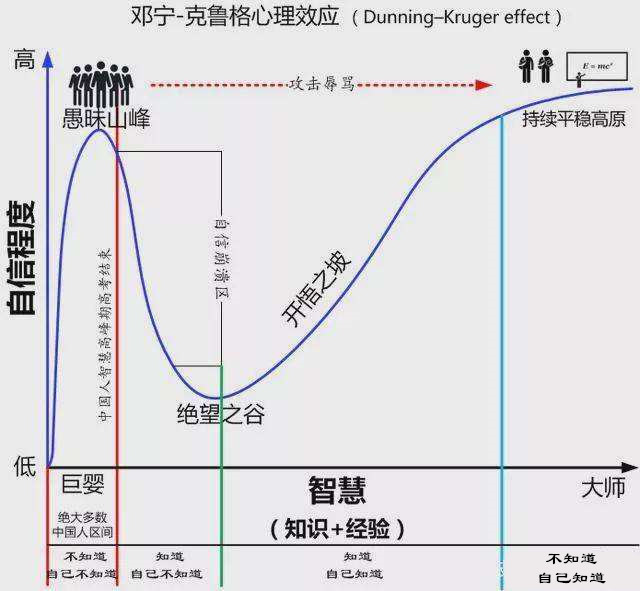 邓宁-克鲁格心理效应（Dunning–Kruger effect）
高
攻击辱骂
E = mc²
愚昧山峰
持续平稳高原
自信程度
中国人智慧高峰期高考结束
自信崩溃区
开悟之坡
绝望之谷
低
巨婴
智慧
大师
绝大多数
中国人区间
（知识+经验）
不知道
自己不知道
知道
自己不知道
知道
自己知道
不知道
自己知道